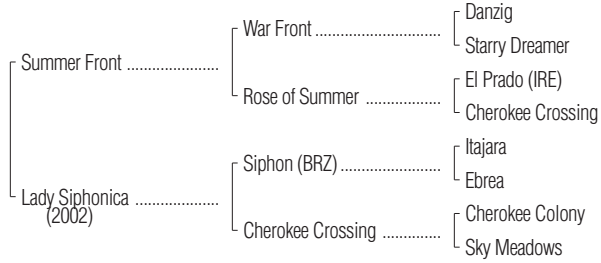 Danzig
War Front ..................................
Starry Dreamer
Summer Front .........................
El Prado (IRE)
Rose of Summer ....................
Cherokee Crossing
Itajara
Siphon (BRZ) ...........................
Ebrea
Lady Siphonica .......................
(2002)
Cherokee Colony
Cherokee Crossing ...............
Sky Meadows